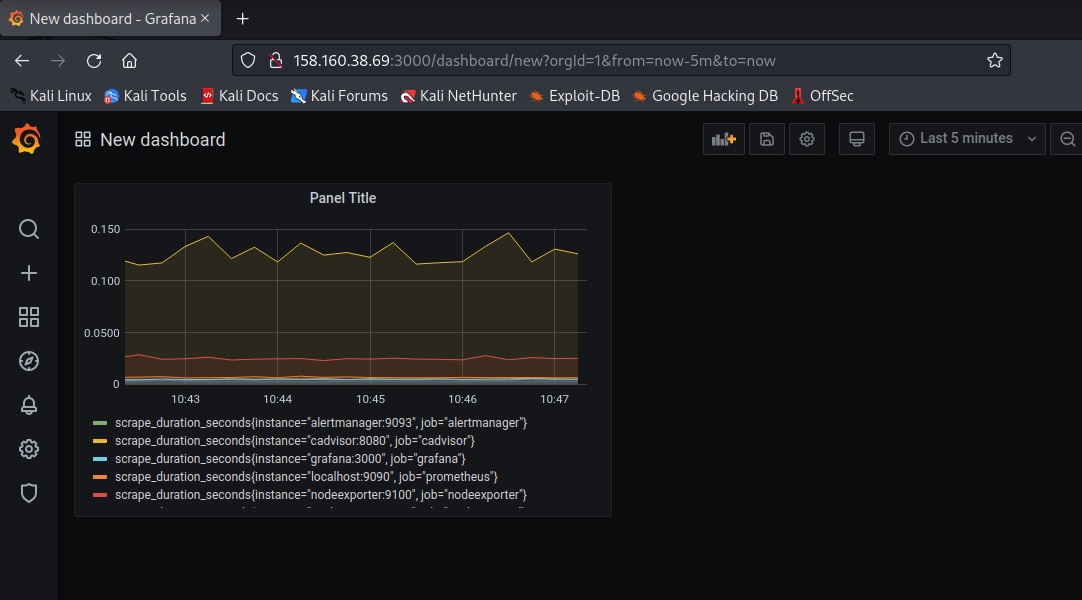 New dashboard - Grafana
158.160.38.69:3000/dashboard/new?orgId=1&from=now-5m&to=now
Kali Linux Kali Tools Kali Docs Kali Forums Kali NetHunter Exploit-DB Google Hacking DB OffSec
New dashboard Last 5 minutes
Panel Title
0.150
0.100
0.0500
0
10:43 10:44 10:45 10:46 10:47
scrape_duration_seconds{instance="alertmanager:9093", job="alertmanager"}
scrape_duration_seconds{instance="cadvisor:8080", job="cadvisor"}
scrape_duration_seconds{instance="grafana:3000", job="grafana"}
scrape_duration_seconds{instance="localhost:9090", job="prometheus"}
scrape_duration_seconds{instance="nodeexporter:9100", job="nodeexporter"}